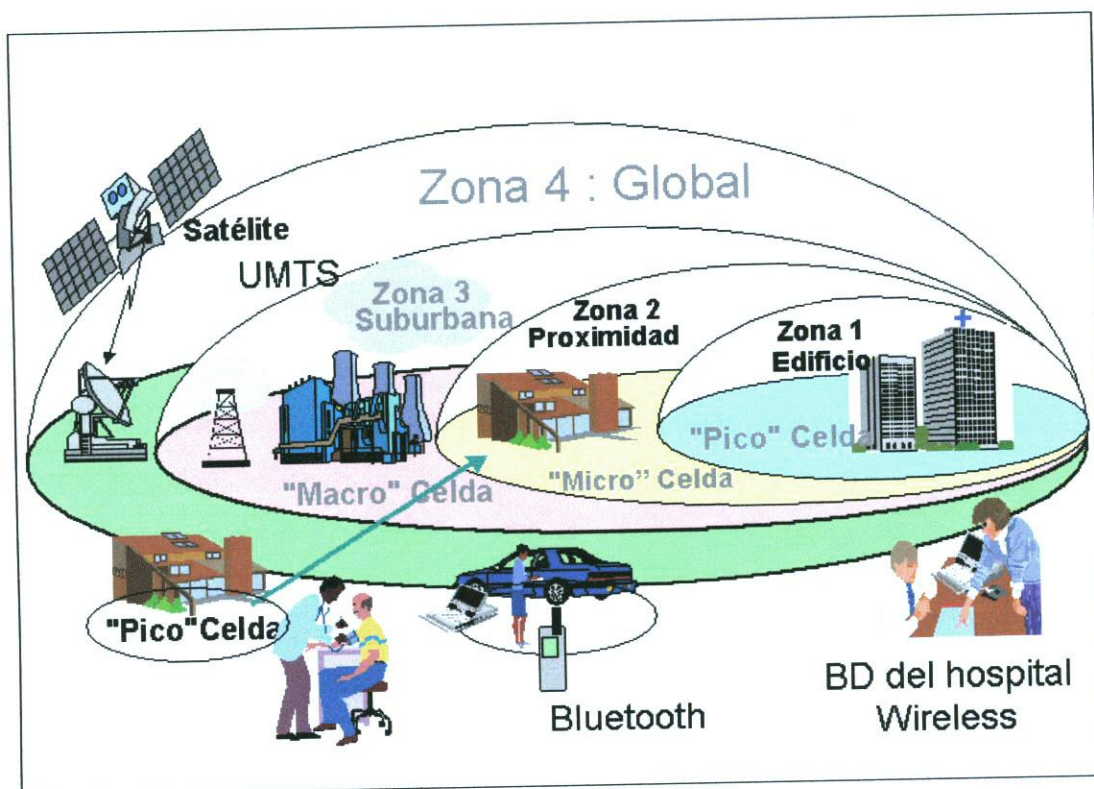 Zona 4 : Global
Satélite
UMTS
Zona 3
Suburbana
Zona 2
Proximidad
Zona 1
Edificio
"Pico" Celda
"Micro” Celda
"Macro" Celda
"Pico"Celda
Bluetooth
BD del hospital
Wireless